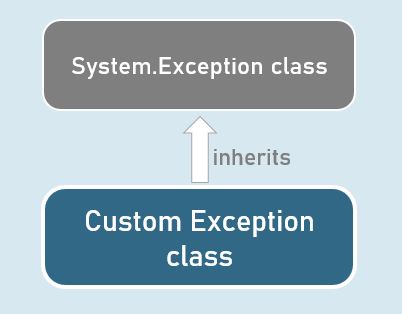 System.Exception class
inherits
Custom Exception
class